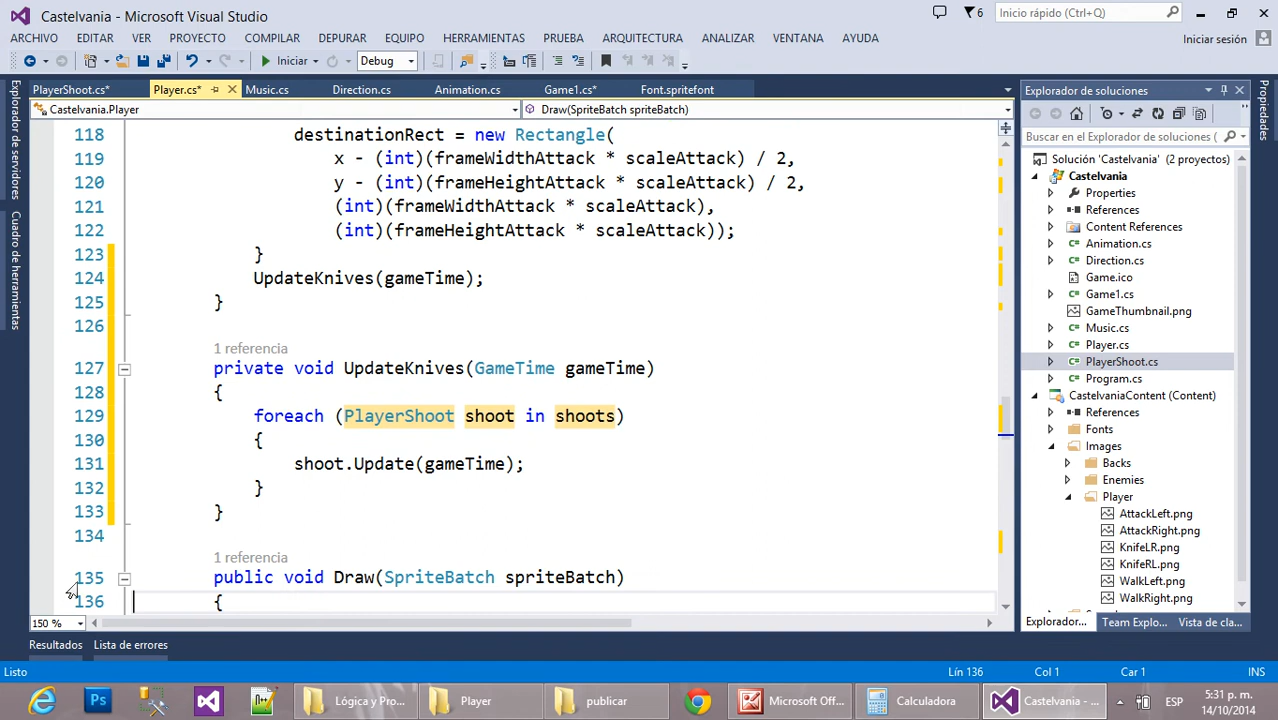 Castelvania - Microsoft Visual Studio
6
Inicio rápido (Ctrl+Q)
ARCHIVO EDITAR VER PROYECTO COMPILAR DEPURAR EQUIPO HERRAMIENTAS PRUEBA ARQUITECTURA ANALIZAR VENTANA AYUDA
Iniciar sesión
Iniciar
Debug
Explorador de servidores
Cuadro de herramientas
PlayerShoot.cs* Player.cs* Music.cs Direction.cs Animation.cs Game1.cs* Font.spritefont
Castelvania.Player
Draw(SpriteBatch spriteBatch)
118 destinationRect = new Rectangle(
119 x - (int)(frameWidthAttack * scaleAttack) / 2,
120 y - (int)(frameHeightAttack * scaleAttack) / 2,
121 (int)(frameWidthAttack * scaleAttack),
122 (int)(frameHeightAttack * scaleAttack));
123 }
124 UpdateKnives(gameTime);
125 }
126
1 referencia
127 private void UpdateKnives(GameTime gameTime)
128 {
129 foreach (PlayerShoot shoot in shoots)
130 {
131 shoot.Update(gameTime);
132 }
133 }
134
1 referencia
135 public void Draw(SpriteBatch spriteBatch)
136 {
150 %
Resultados Lista de errores
Explorador de soluciones
Buscar en el Explorador de soluciones (
Solución 'Castelvania' (2 proyectos)
Castelvania
Properties
References
Content References
Animation.cs
Direction.cs
Game.ico
Game1.cs
GameThumbnail.png
Music.cs
Player.cs
PlayerShoot.cs
Program.cs
CastelvaniaContent (Content)
References
Fonts
Images
Backs
Enemies
Player
AttackLeft.png
AttackRight.png
KnifeLR.png
KnifeRL.png
WalkLeft.png
WalkRight.png
Explorador... Team Explo... Vista de cla...
Propiedades
Listo
Lín 136 Col 1 Car 1 INS
Ps
Lógica y Pro...
Player
publicar
Microsoft Off...
Calculadora
Castelvania - ...
ESP
5:31 p. m.
14/10/2014